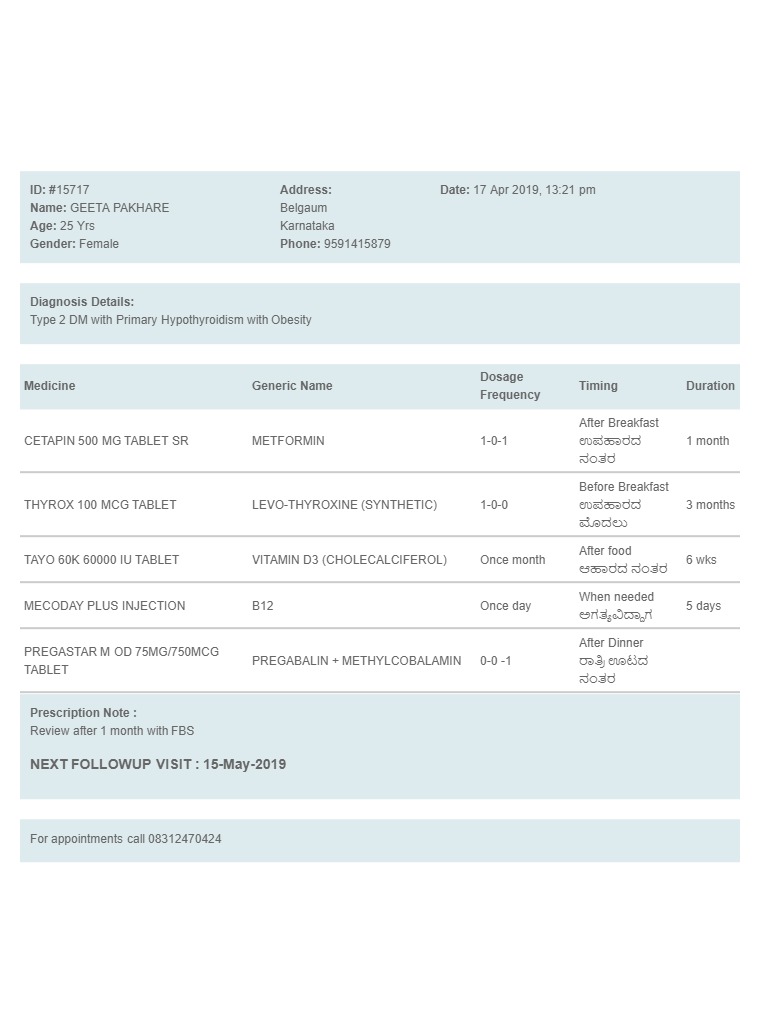 ID: #15717
Name: GEETA PAKHARE
Age: 25 Yrs
Gender: Female
Address:
Belgaum
Karnataka
Phone: 9591415879
Date: 17 Apr 2019, 13:21 pm
Diagnosis Details:
Type 2 DM with Primary Hypothyroidism with Obesity
Medicine Generic Name Dosage Frequency Timing Duration
CETAPIN 500 MG TABLET SR METFORMIN 1-0-1 After Breakfast ಉಪಹಾರದ ನಂತರ 1 month
THYROX 100 MCG TABLET LEVO-THYROXINE (SYNTHETIC) 1-0-0 Before Breakfast ಉಪಹಾರದ ಮೊದಲು 3 months
TAYO 60K 60000 IU TABLET VITAMIN D3 (CHOLECALCIFEROL) Once month After food ಆಹಾರದ ನಂತರ 6 wks
MECODAY PLUS INJECTION B12 Once day When needed ಅಗತ್ಯವಿದ್ದಾಗ 5 days
PREGASTAR M OD 75MG/750MCG TABLET PREGABALIN + METHYLCOBALAMIN 0-0 -1 After Dinner ರಾತ್ರಿ ಊಟದ ನಂತರ
Prescription Note :
Review after 1 month with FBS
NEXT FOLLOWUP VISIT : 15-May-2019
For appointments call 08312470424